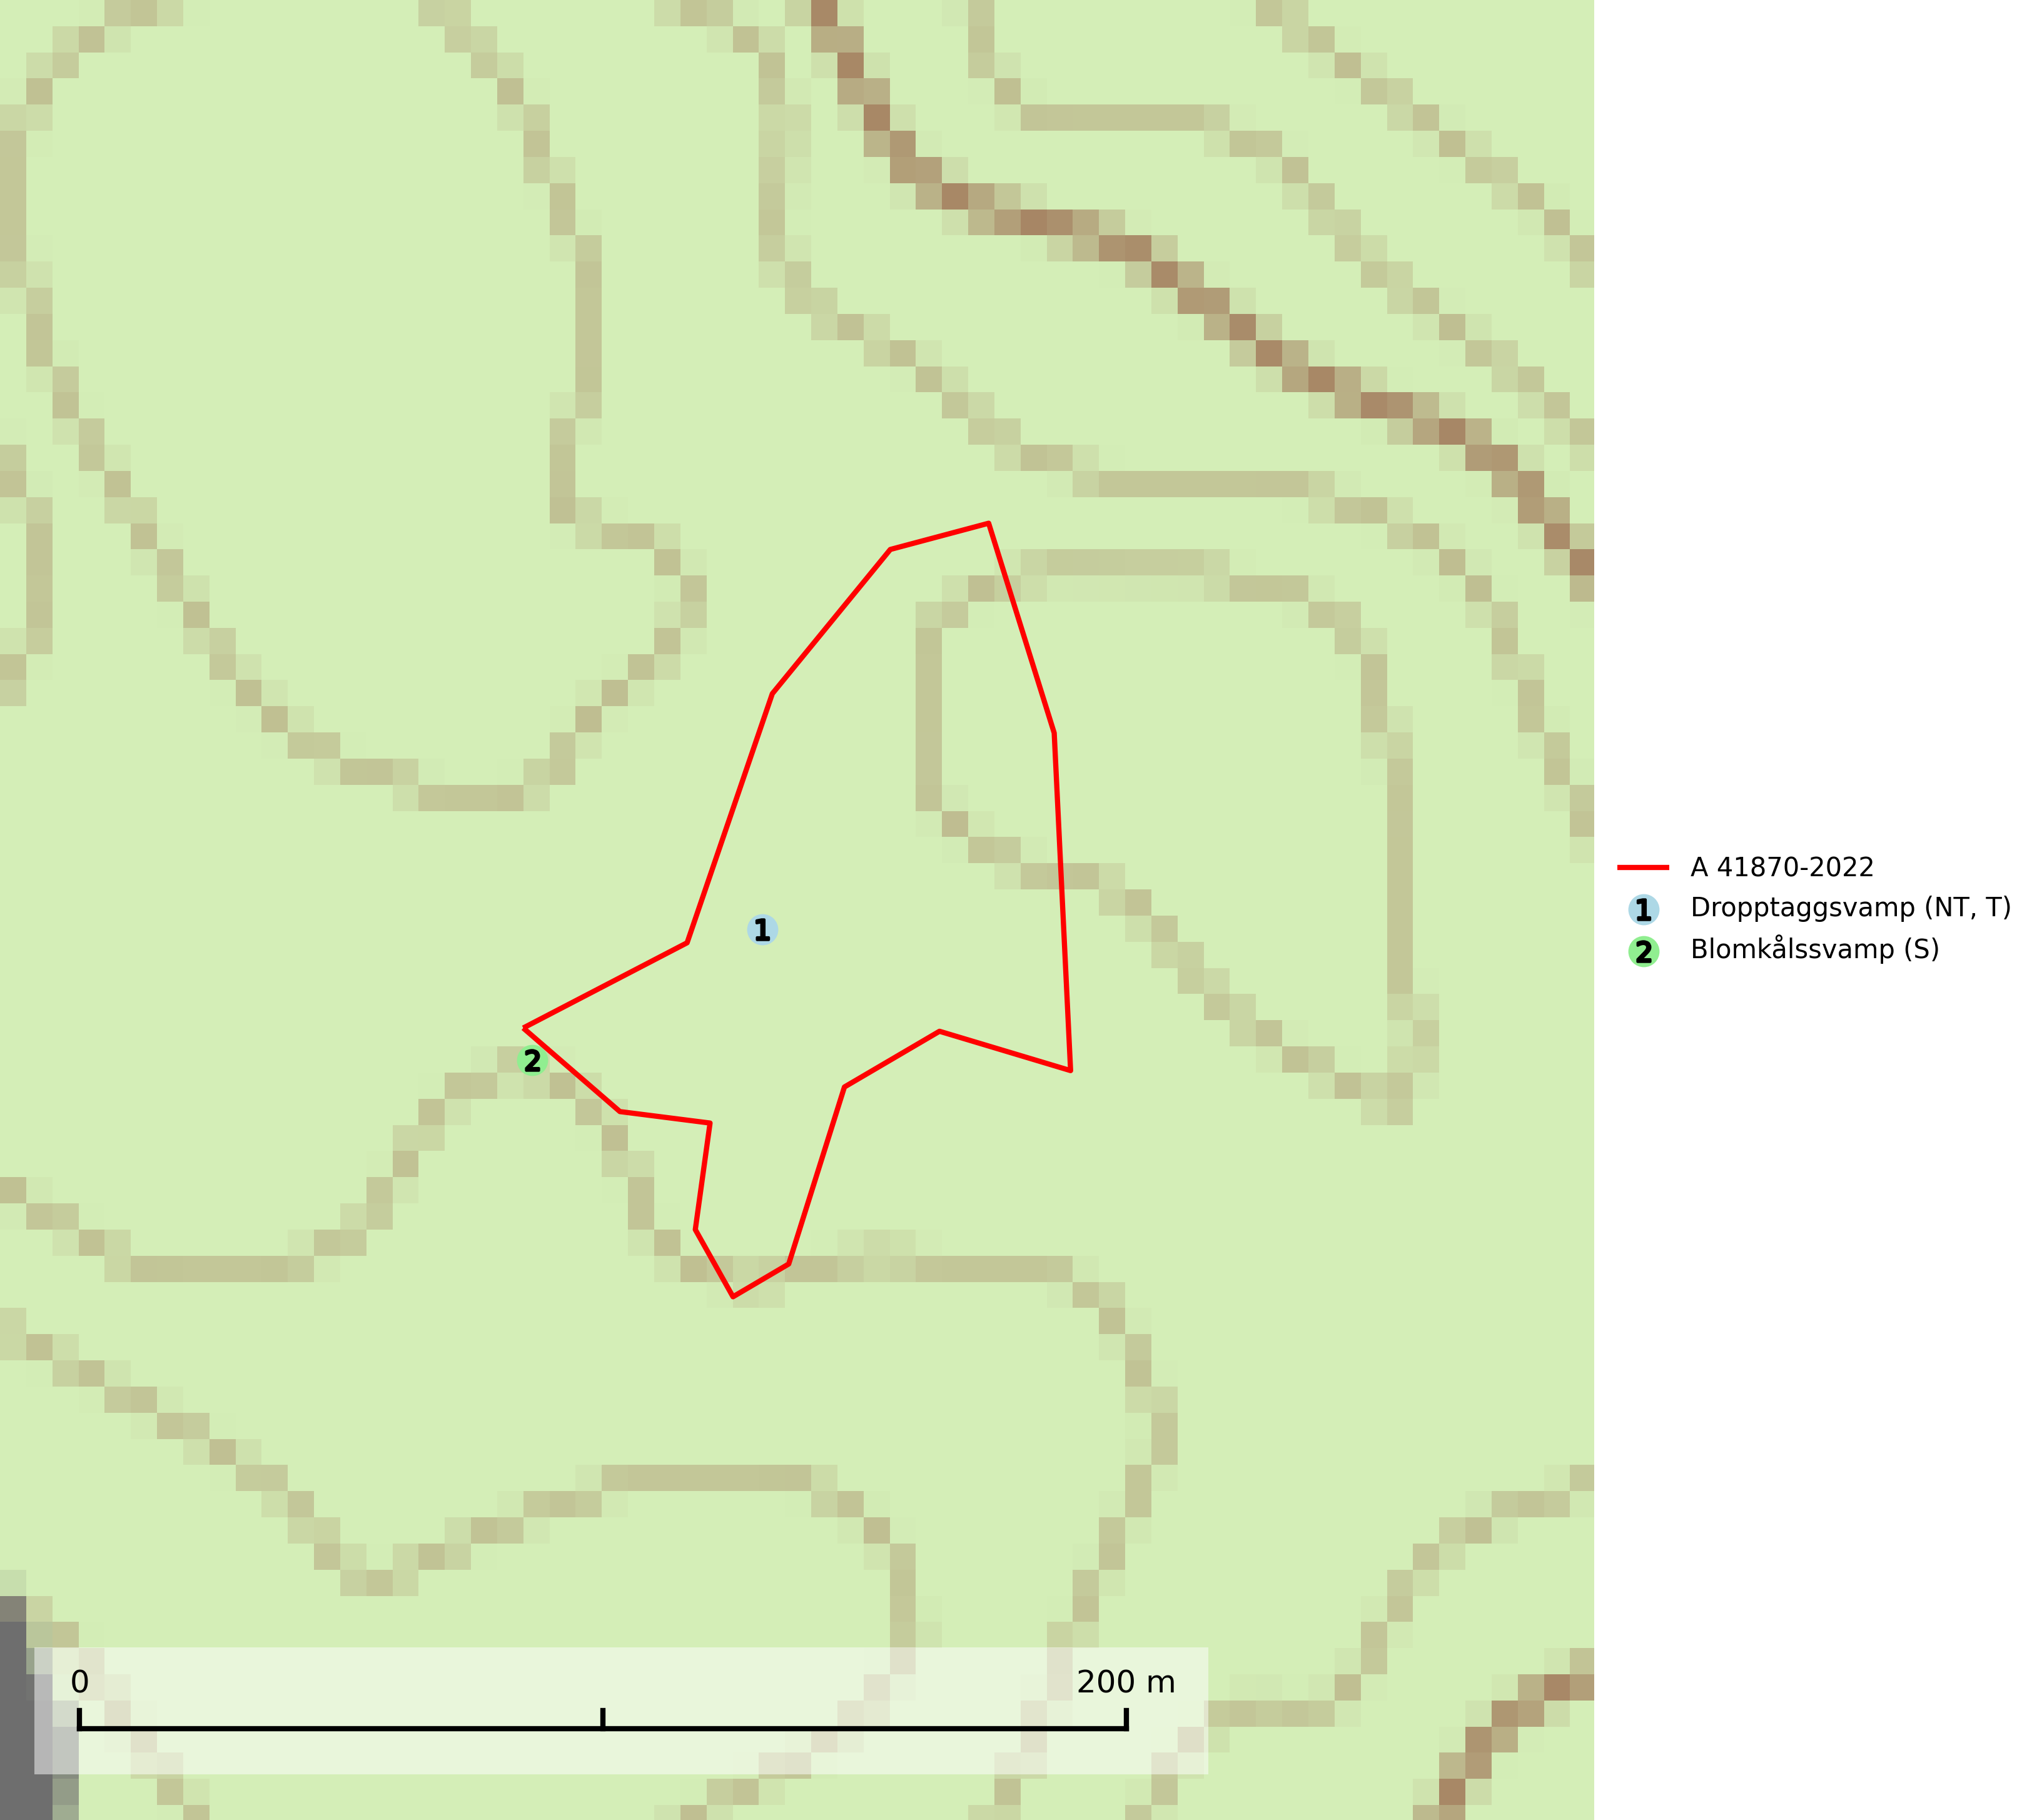 1
2
A 41870-2022
1 Dropptaggsvamp (NT, T)
2 Blomkålssvamp (S)
0 200 m